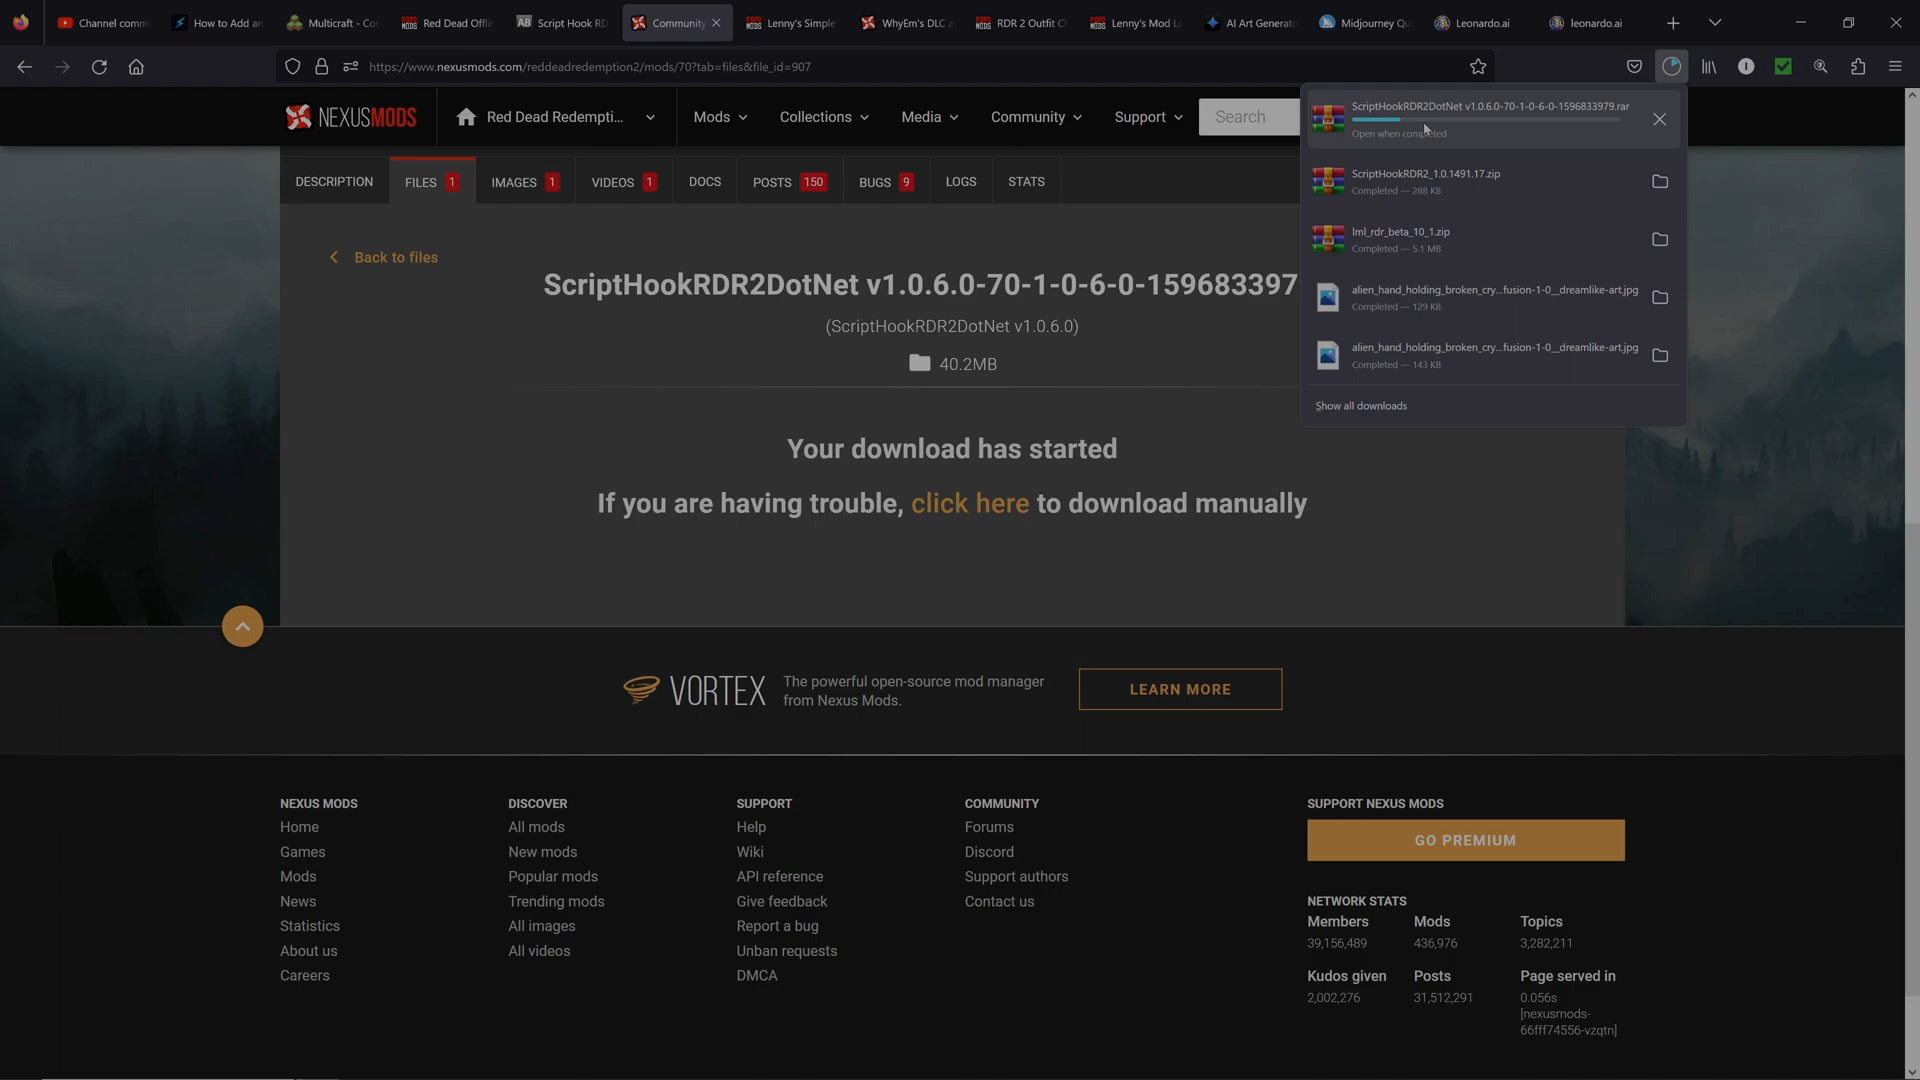 Channel comm
How to Add an
Multicraft - Co
Red Dead Offli
Script Hook RD
Community
Lenny's Simple
WhyEm's DLC a
RDR 2 Outfit C
Lenny's Mod Lo
AI Art Generato
Midjourney Qu
Leonardo.ai
leonardo.ai
https://www.nexusmods.com/reddeadredemption2/mods/70?tab=files&file_id=907
NEXUSMODS
Red Dead Redempti...
Mods
Collections
Media
Community
Support
Search
ScriptHookRDR2DotNet v1.0.6.0-70-1-0-6-0-1596833979.rar
Open when completed
ScriptHookRDR2_1.0.1491.17.zip
Completed — 288 KB
lml_rdr_beta_10_1.zip
Completed — 5.1 MB
alien_hand_holding_broken_cry...fusion-1-0__dreamlike-art.jpg
Completed — 129 KB
alien_hand_holding_broken_cry...fusion-1-0__dreamlike-art.jpg
Completed — 143 KB
Show all downloads
DESCRIPTION
FILES 1
IMAGES 1
VIDEOS 1
DOCS
POSTS 150
BUGS 9
LOGS
STATS
Back to files
ScriptHookRDR2DotNet v1.0.6.0-70-1-0-6-0-159683397
(ScriptHookRDR2DotNet v1.0.6.0)
40.2MB
Your download has started
If you are having trouble, click here to download manually
VORTEX
The powerful open-source mod manager
from Nexus Mods.
LEARN MORE
NEXUS MODS
Home
Games
Mods
News
Statistics
About us
Careers
DISCOVER
All mods
New mods
Popular mods
Trending mods
All images
All videos
SUPPORT
Help
Wiki
API reference
Give feedback
Report a bug
Unban requests
DMCA
COMMUNITY
Forums
Discord
Support authors
Contact us
SUPPORT NEXUS MODS
GO PREMIUM
NETWORK STATS
Members
39,156,489
Mods
436,976
Topics
3,282,211
Kudos given
2,002,276
Posts
31,512,291
Page served in
0.056s
[nexusmods-
66fff74556-vzqtn]